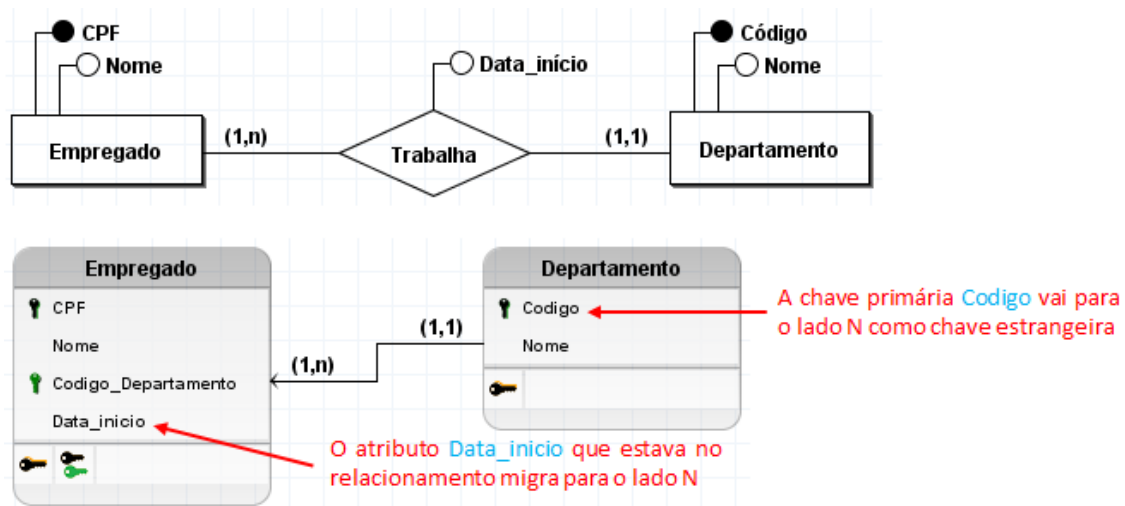 CPF
Nome
Data_início
Código
Nome
Empregado
(1,n)
Trabalha
(1,1)
Departamento
Empregado
CPF
Nome
Codigo_Departamento
Data_inicio
(1,n)
(1,1)
Departamento
Codigo
Nome
A chave primária Codigo vai para
o lado N como chave estrangeira
O atributo Data_inicio que estava no
relacionamento migra para o lado N